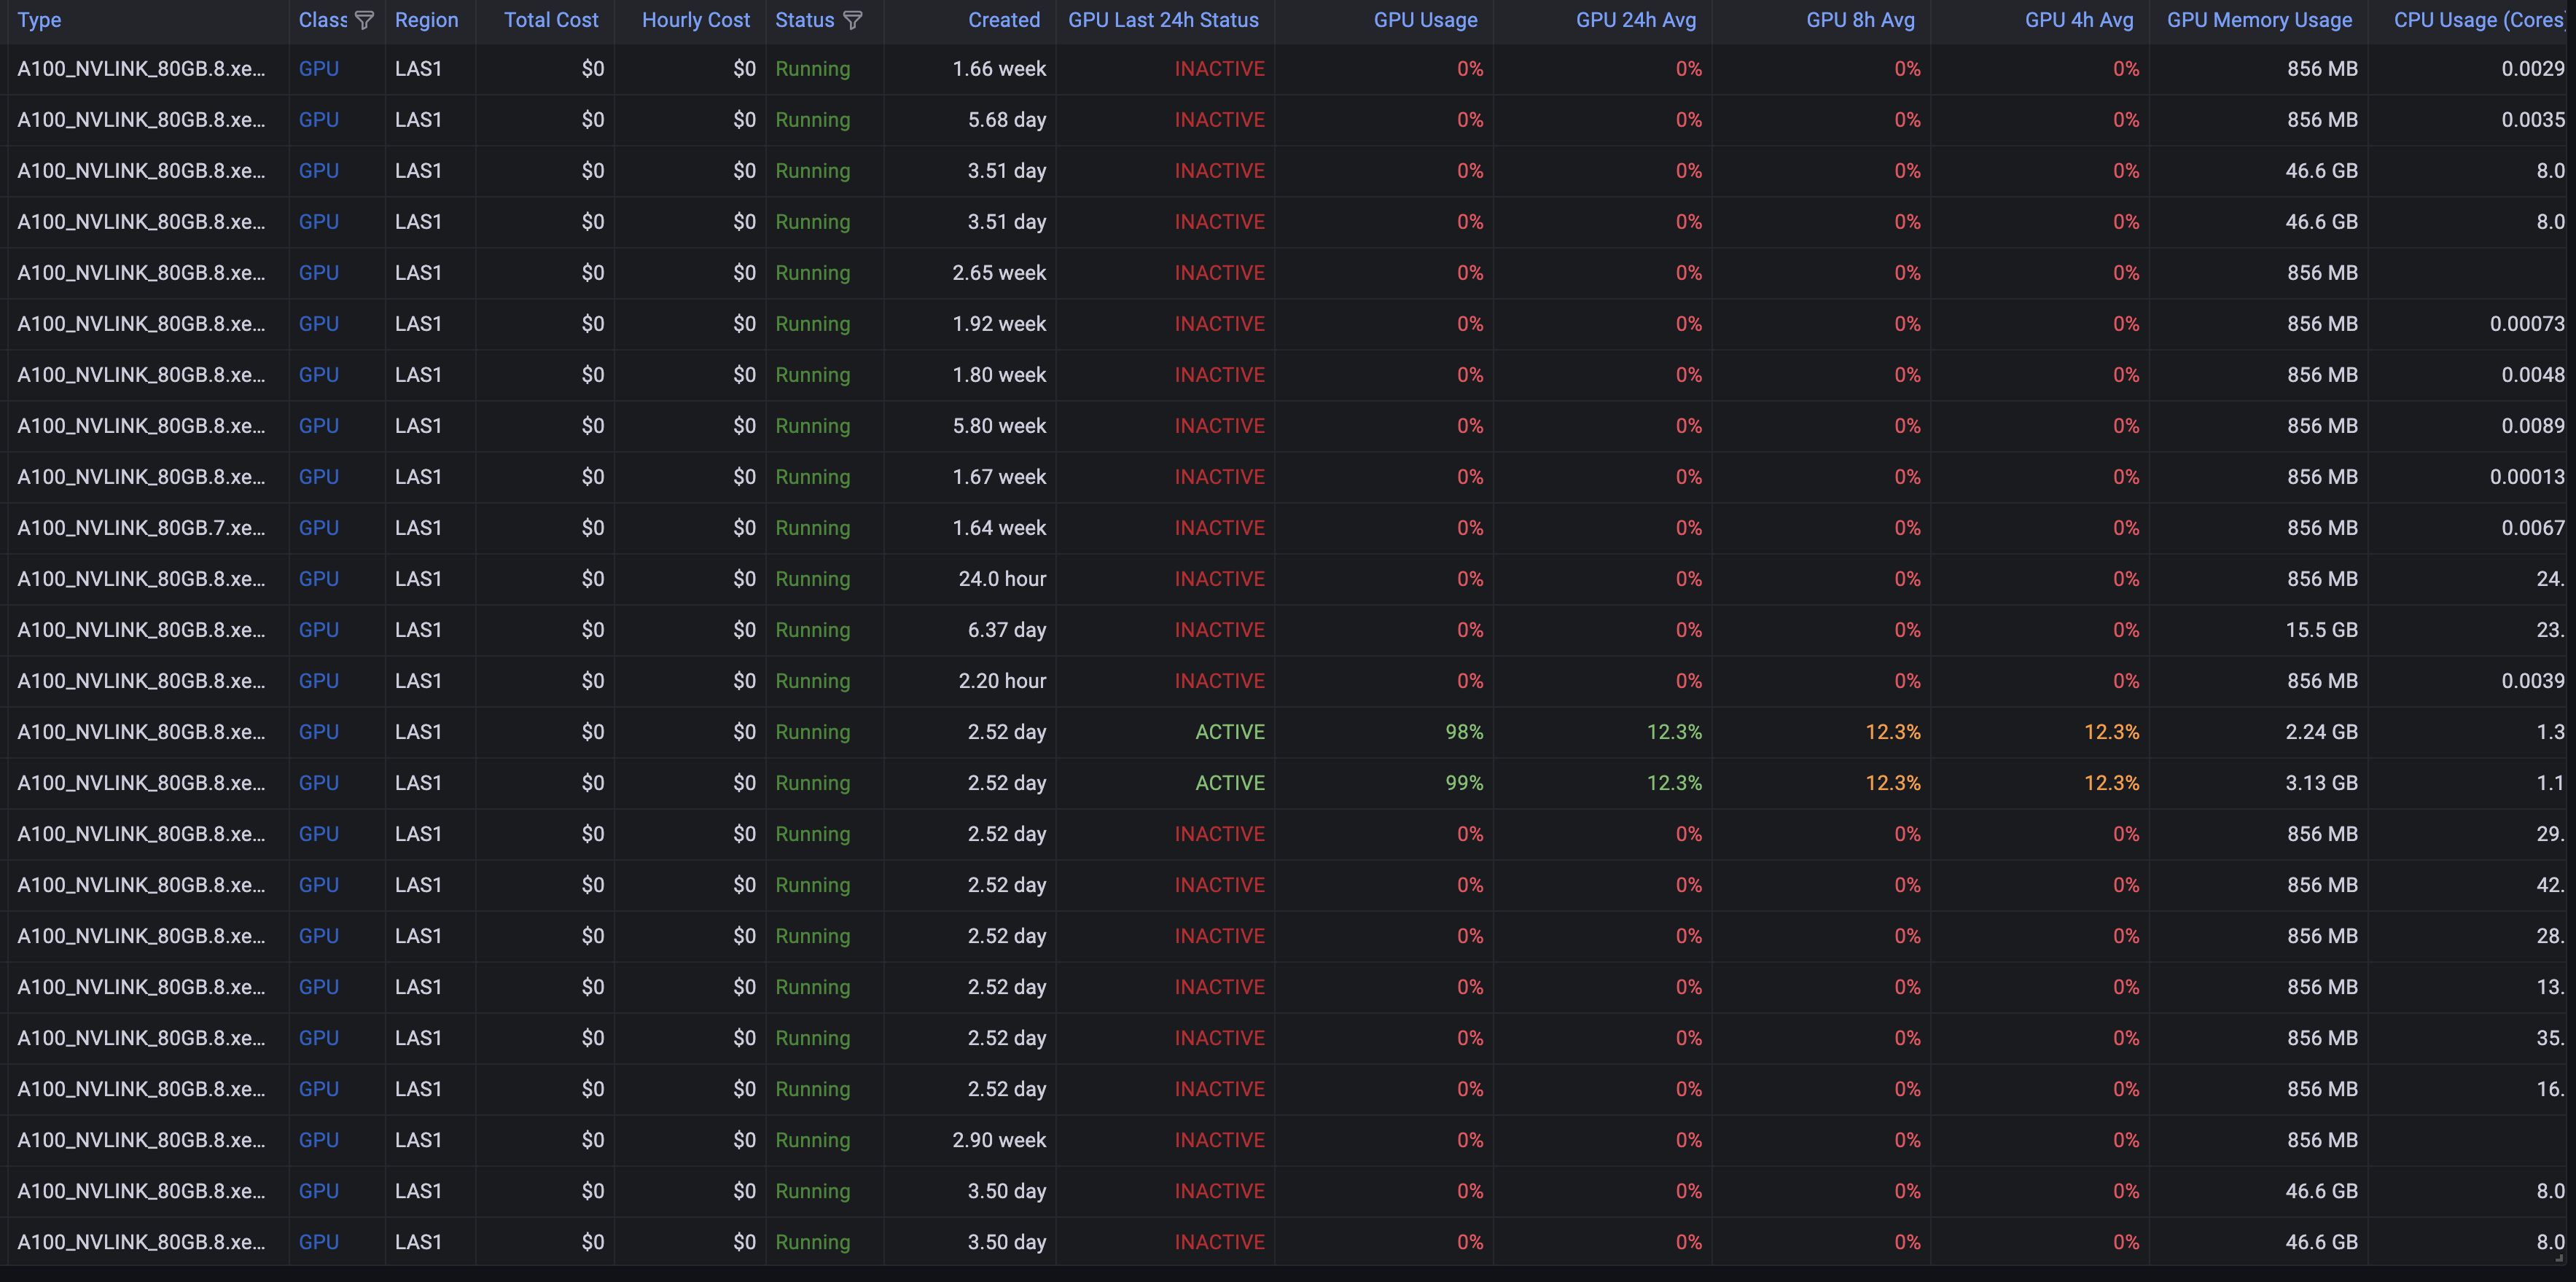 Type Clas Region Total Cost Hourly Cost Status Created GPU Last 24h Status GPU Usage GPU 24h Avg GPU 8h Avg GPU 4h Avg GPU Memory Usage CPU Usage (Cores
A100_NVLINK_80GB.8.xe... GPU LAS1 $0 $0 Running 1.66 week INACTIVE 0% 0% 0% 0% 856 MB 0.0029
A100_NVLINK_80GB.8.xe... GPU LAS1 $0 $0 Running 5.68 day INACTIVE 0% 0% 0% 0% 856 MB 0.0035
A100_NVLINK_80GB.8.xe... GPU LAS1 $0 $0 Running 3.51 day INACTIVE 0% 0% 0% 0% 46.6 GB 8.0
A100_NVLINK_80GB.8.xe... GPU LAS1 $0 $0 Running 3.51 day INACTIVE 0% 0% 0% 0% 46.6 GB 8.0
A100_NVLINK_80GB.8.xe... GPU LAS1 $0 $0 Running 2.65 week INACTIVE 0% 0% 0% 0% 856 MB
A100_NVLINK_80GB.8.xe... GPU LAS1 $0 $0 Running 1.92 week INACTIVE 0% 0% 0% 0% 856 MB 0.00073
A100_NVLINK_80GB.8.xe... GPU LAS1 $0 $0 Running 1.80 week INACTIVE 0% 0% 0% 0% 856 MB 0.0048
A100_NVLINK_80GB.8.xe... GPU LAS1 $0 $0 Running 5.80 week INACTIVE 0% 0% 0% 0% 856 MB 0.0089
A100_NVLINK_80GB.8.xe... GPU LAS1 $0 $0 Running 1.67 week INACTIVE 0% 0% 0% 0% 856 MB 0.00013
A100_NVLINK_80GB.7.xe... GPU LAS1 $0 $0 Running 1.64 week INACTIVE 0% 0% 0% 0% 856 MB 0.0067
A100_NVLINK_80GB.8.xe... GPU LAS1 $0 $0 Running 24.0 hour INACTIVE 0% 0% 0% 0% 856 MB 24.
A100_NVLINK_80GB.8.xe... GPU LAS1 $0 $0 Running 6.37 day INACTIVE 0% 0% 0% 0% 15.5 GB 23.
A100_NVLINK_80GB.8.xe... GPU LAS1 $0 $0 Running 2.20 hour INACTIVE 0% 0% 0% 0% 856 MB 0.0039
A100_NVLINK_80GB.8.xe... GPU LAS1 $0 $0 Running 2.52 day ACTIVE 98% 12.3% 12.3% 12.3% 2.24 GB 1.3
A100_NVLINK_80GB.8.xe... GPU LAS1 $0 $0 Running 2.52 day ACTIVE 99% 12.3% 12.3% 12.3% 3.13 GB 1.1
A100_NVLINK_80GB.8.xe... GPU LAS1 $0 $0 Running 2.52 day INACTIVE 0% 0% 0% 0% 856 MB 29.
A100_NVLINK_80GB.8.xe... GPU LAS1 $0 $0 Running 2.52 day INACTIVE 0% 0% 0% 0% 856 MB 42.
A100_NVLINK_80GB.8.xe... GPU LAS1 $0 $0 Running 2.52 day INACTIVE 0% 0% 0% 0% 856 MB 28.
A100_NVLINK_80GB.8.xe... GPU LAS1 $0 $0 Running 2.52 day INACTIVE 0% 0% 0% 0% 856 MB 13.
A100_NVLINK_80GB.8.xe... GPU LAS1 $0 $0 Running 2.52 day INACTIVE 0% 0% 0% 0% 856 MB 35.
A100_NVLINK_80GB.8.xe... GPU LAS1 $0 $0 Running 2.52 day INACTIVE 0% 0% 0% 0% 856 MB 16.
A100_NVLINK_80GB.8.xe... GPU LAS1 $0 $0 Running 2.90 week INACTIVE 0% 0% 0% 0% 856 MB
A100_NVLINK_80GB.8.xe... GPU LAS1 $0 $0 Running 3.50 day INACTIVE 0% 0% 0% 0% 46.6 GB 8.0
A100_NVLINK_80GB.8.xe... GPU LAS1 $0 $0 Running 3.50 day INACTIVE 0% 0% 0% 0% 46.6 GB 8.0